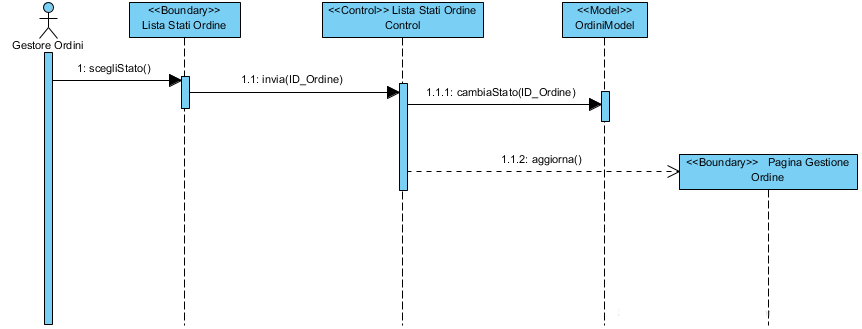 <<Boundary>>
Lista Stati Ordine
<<Control>> Lista Stati Ordine
Control
<<Model>>
OrdiniModel
Gestore Ordini
1: scegliStato()
1.1: invia(ID_Ordine)
1.1.1: cambiaStato(ID_Ordine)
1.1.2: aggiorna()
<<Boundary>> Pagina Gestione
Ordine